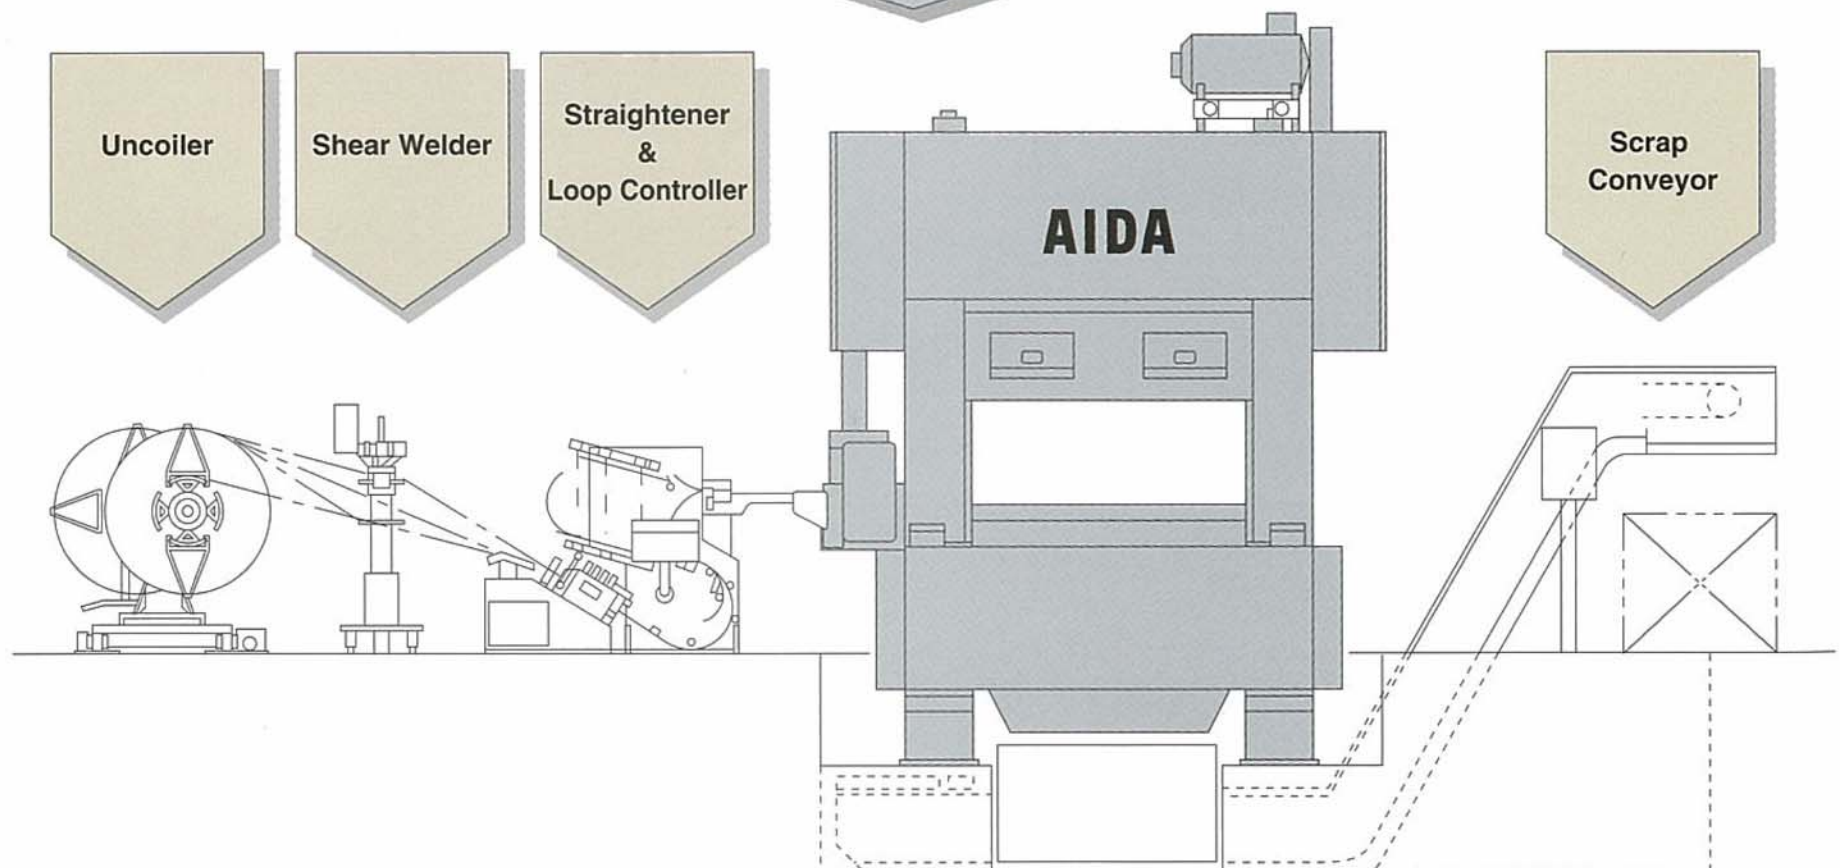 Uncoiler
Shear Welder
Straightener
&
Loop Controller
AIDA
Scrap
Conveyor